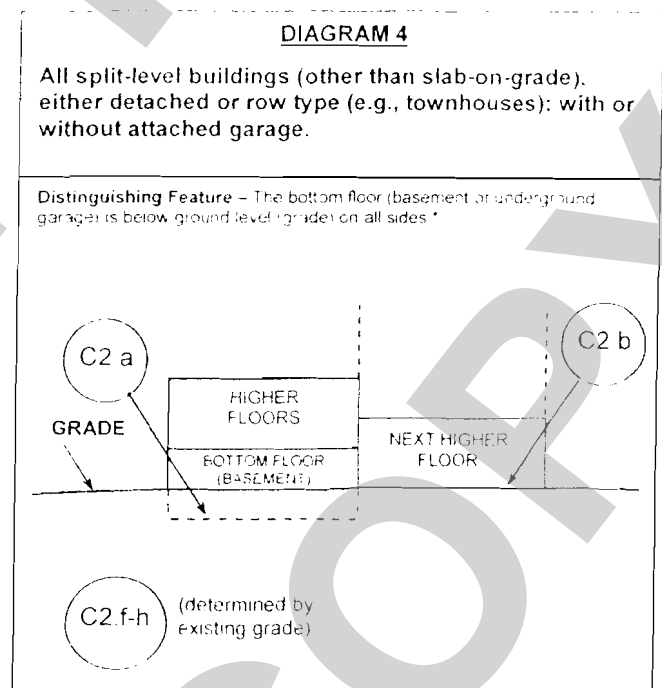 DIAGRAM 4
All split-level buildings (other than slab-on-grade),
either detached or row type (e.g., townhouses); with or
without attached garage.
Distinguishing Feature – The bottom floor (basement or underground
garage) is below ground level (grade) on all sides.*
C2 a
C2 b
HIGHER
FLOORS
GRADE
NEXT HIGHER
FLOOR
BOTTOM FLOOR
(BASEMENT)
C2.f-h
(determined by
existing grade)
COPY